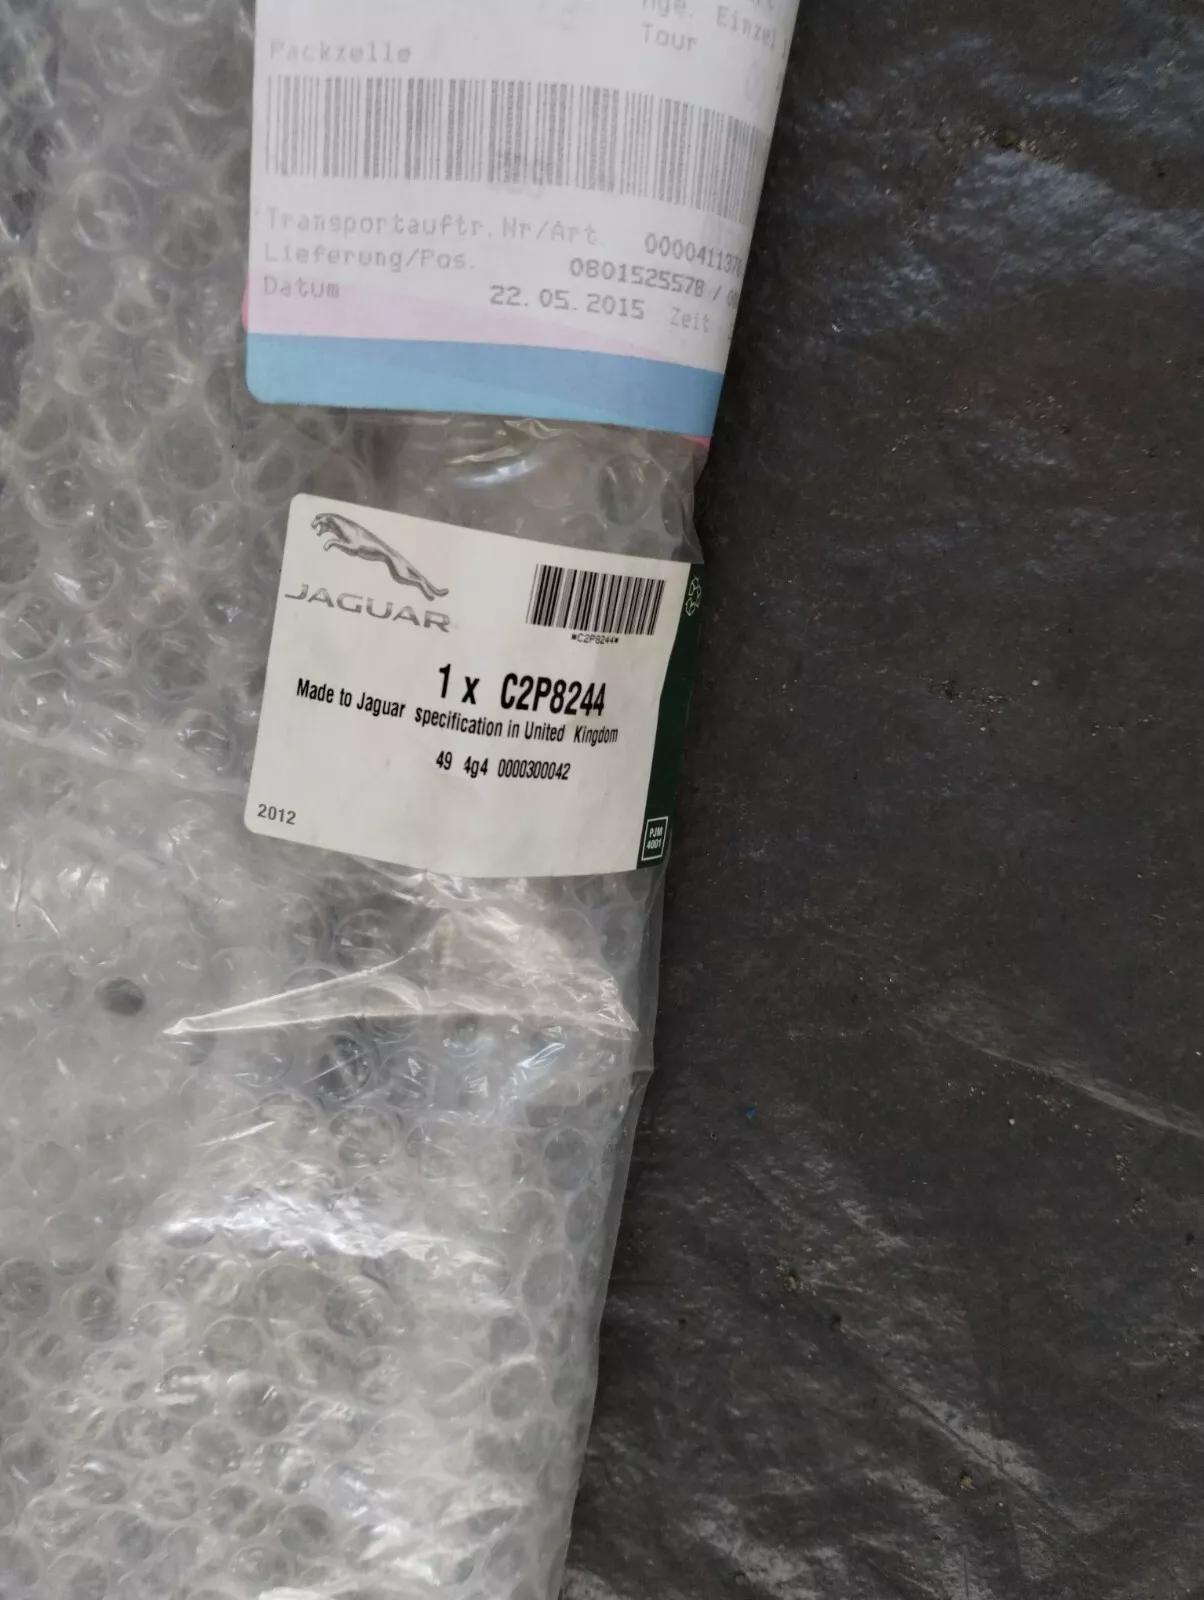 Tour
Packzelle
Transportauftr.Nr/Art.
Lieferung/Pos. 0801525578 /
Datum 22.05.2015 Zeit
JAGUAR
*C2P8244*
1 x C2P8244
Made to Jaguar specification in United Kingdom
49 4g4 0000300042
2012
PJM
4001